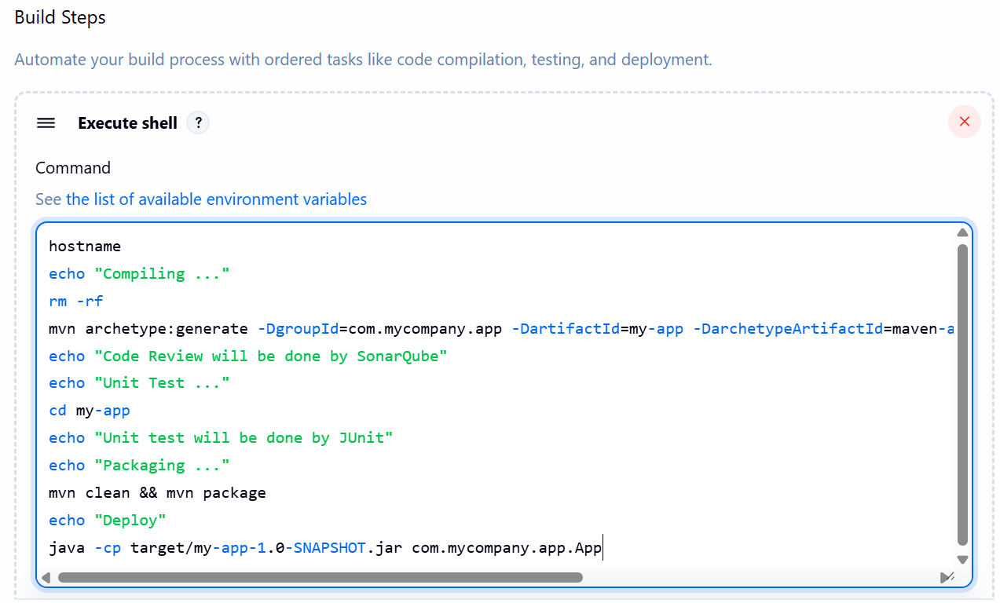 Build Steps
Automate your build process with ordered tasks like code compilation, testing, and deployment.
Execute shell ?
Command
See the list of available environment variables
hostname
echo "Compiling ..."
rm -rf
mvn archetype:generate -DgroupId=com.mycompany.app -DartifactId=my-app -DarchetypeArtifactId=maven-a
echo "Code Review will be done by SonarQube"
echo "Unit Test ..."
cd my-app
echo "Unit test will be done by JUnit"
echo "Packaging ..."
mvn clean && mvn package
echo "Deploy"
java -cp target/my-app-1.0-SNAPSHOT.jar com.mycompany.app.App